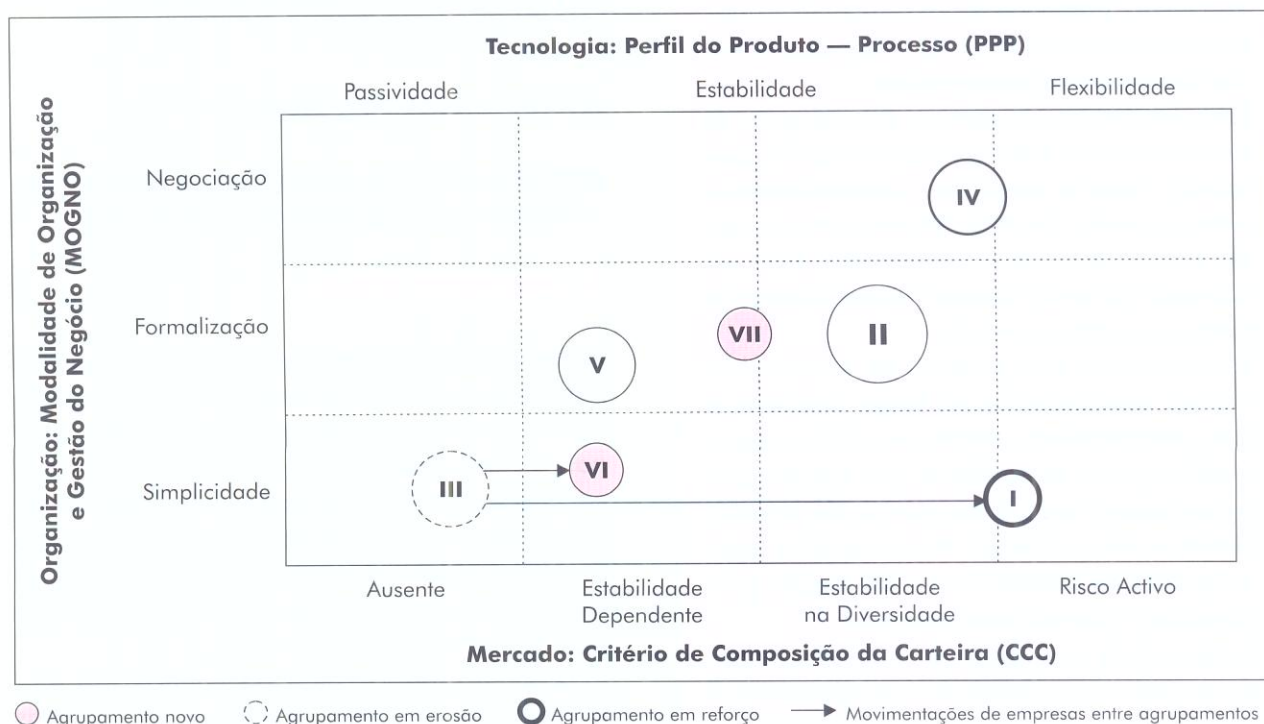 Tecnologia: Perfil do Produto — Processo (PPP)
Passividade Estabilidade Flexibilidade
Organização: Modalidade de Organização
e Gestão do Negócio (MOGNO)
Negociação
IV
Formalização
VII
II
V
Simplicidade
III
VI
I
Ausente Estabilidade Dependente Estabilidade na Diversidade Risco Activo
Mercado: Critério de Composição da Carteira (CCC)
Agrupamento novo Agrupamento em erosão Agrupamento em reforço Movimentações de empresas entre agrupamentos